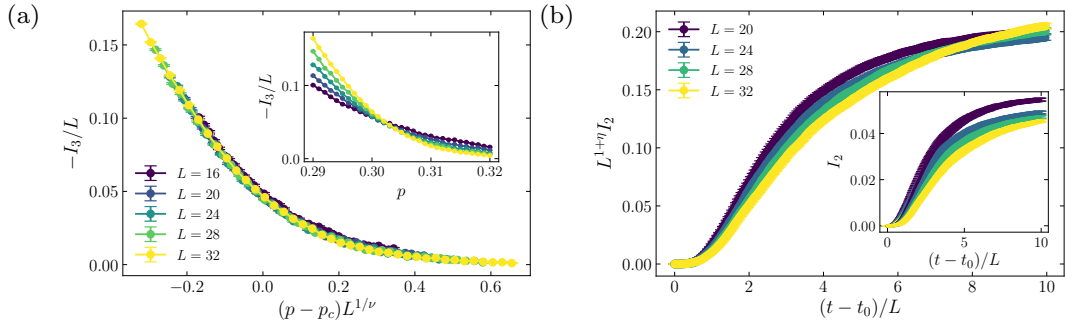 (a)
0.15
0.10
0.05
0.00
−I₃/L
−0.2
0.0
0.2
0.4
0.6
(p − p_c)L^{1/ν}
L = 16
L = 20
L = 24
L = 28
L = 32
0.1
0.0
−I₃/L
0.29
0.30
0.31
0.32
p
(b)
0.20
0.15
0.10
0.05
0.00
L^{1+η}I₂
0
2
4
6
8
10
(t − t₀)/L
L = 20
L = 24
L = 28
L = 32
0.04
0.02
0.00
I₂
0
5
10
(t − t₀)/L